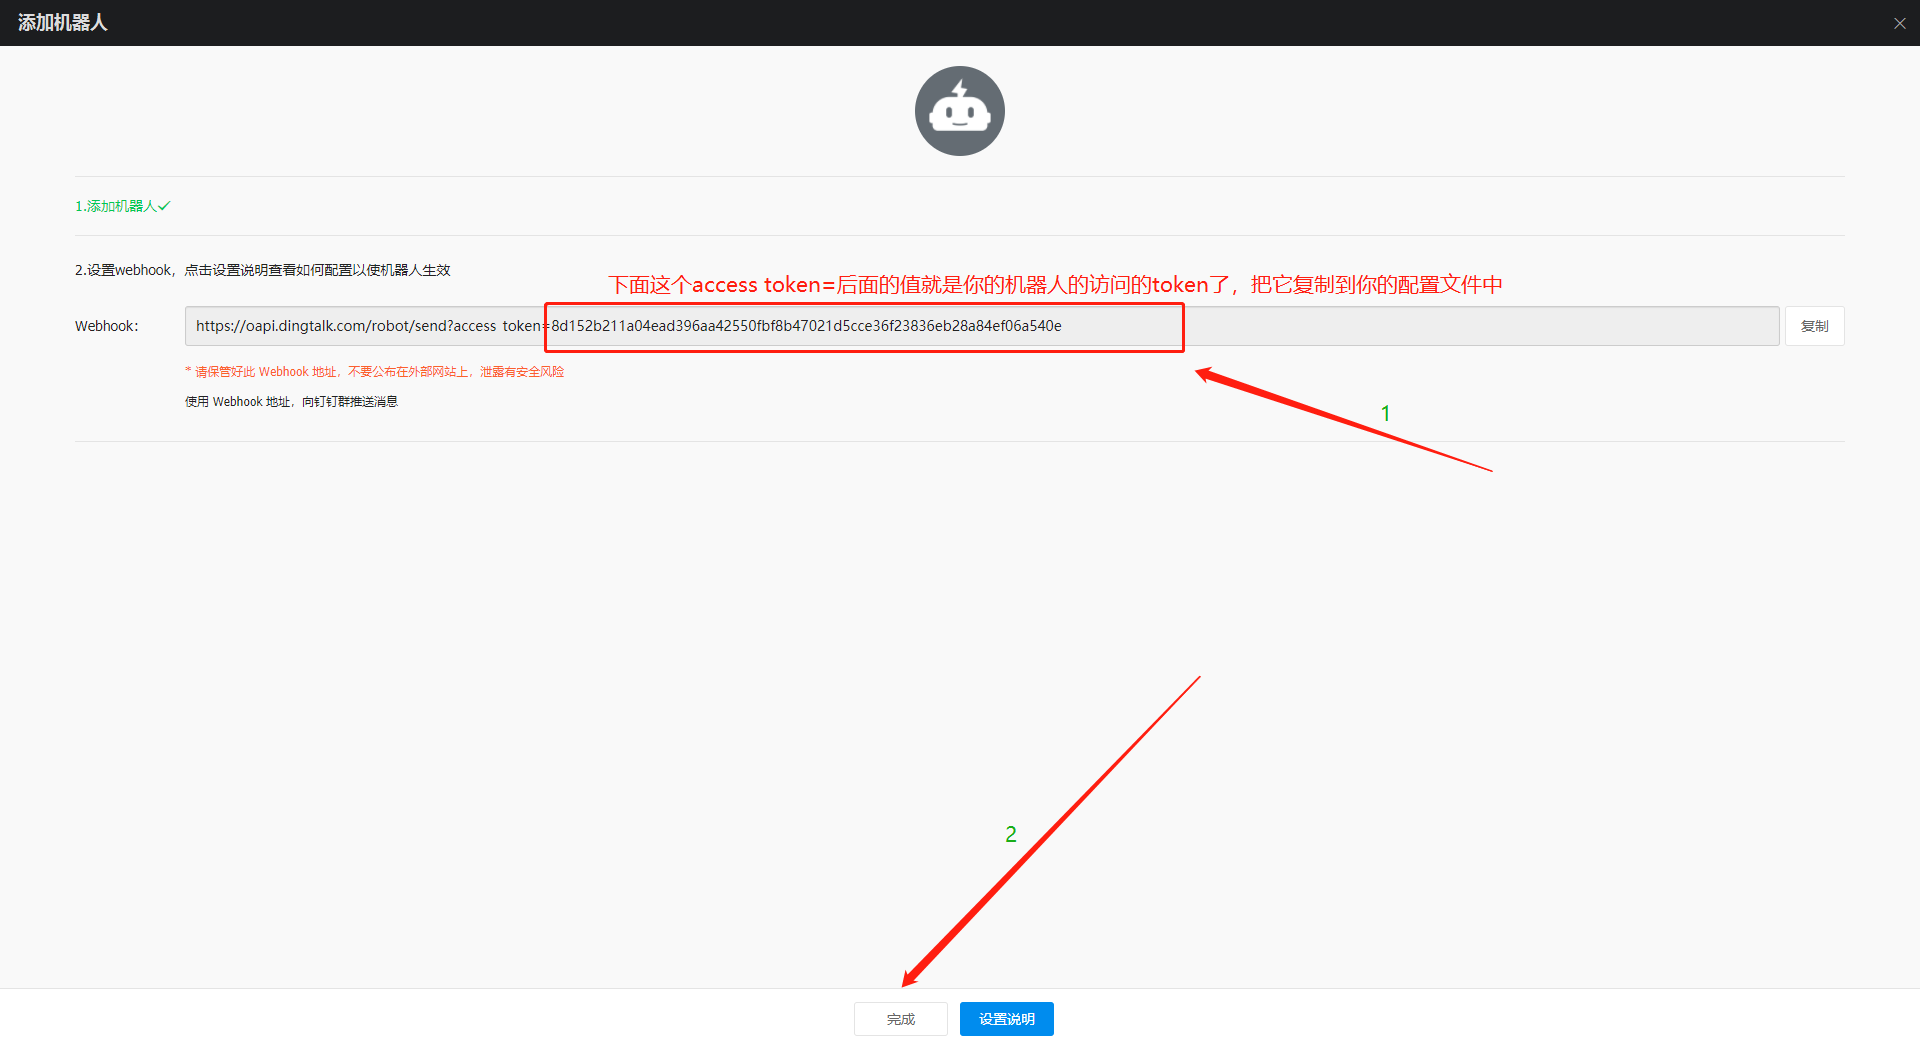 添加机器人
1.添加机器人
2.设置webhook，点击设置说明查看如何配置以使机器人生效
下面这个access token=后面的值就是你的机器人的访问的token了，把它复制到你的配置文件中
Webhook: https://oapi.dingtalk.com/robot/send?access_token=8d152b211a04ead396aa42550fbf8b47021d5cce36f23836eb28a84ef06a540e 复制
* 请保管好此 Webhook 地址，不要公布在外部网站上，泄露有安全风险
使用 Webhook 地址，向钉钉群推送消息
1
2
完成 设置说明